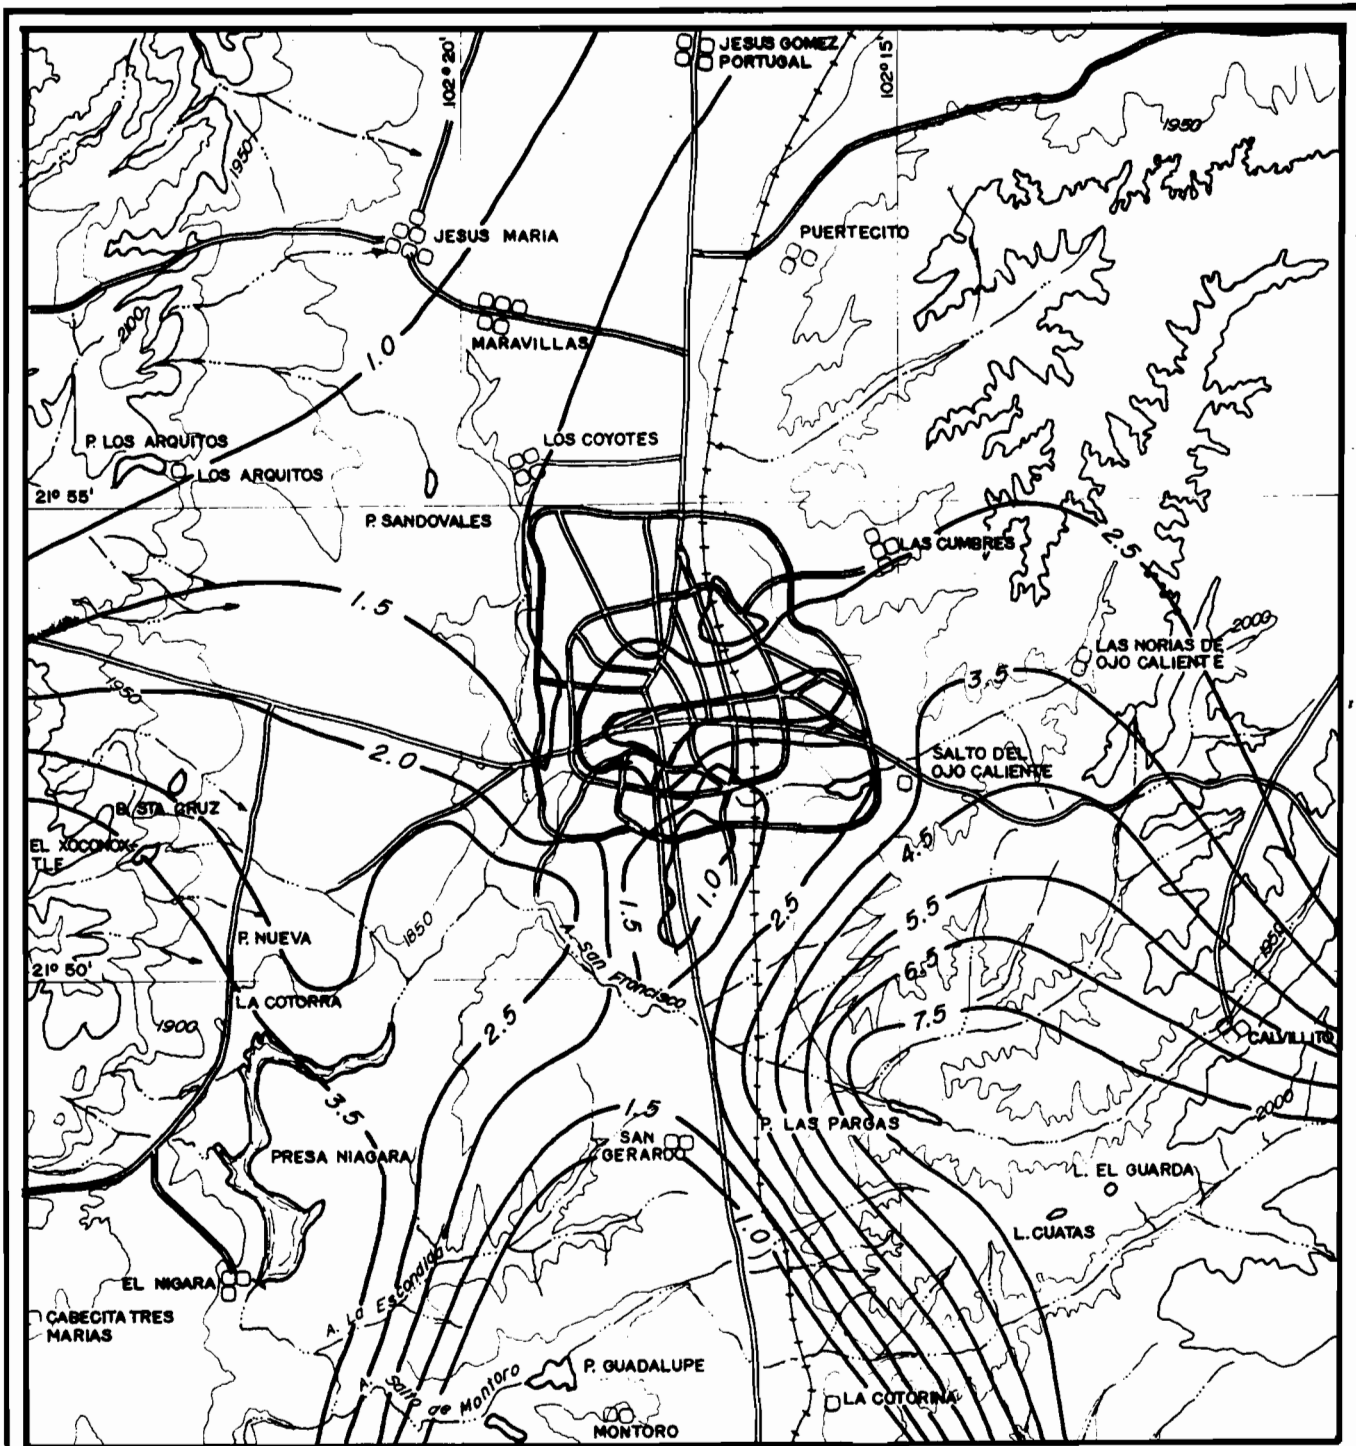 JESUS GOMEZ
PORTUGAL
102° 20'
102° 15'
1950
1950
JESUS MARIA
PUERTECITO
2100
MARAVILLAS
1.0
P. LOS ARQUITOS
LOS ARQUITOS
LOS COYOTES
21° 55'
P. SANDOVALES
LAS CUMBRES
2.5
1.5
2000
LAS NORIAS DE
OJO CALIENTE
3.5
1950
2.0
SALTO DEL
OJO CALIENTE
B. STA. CRUZ
EL XOCONOX-
TLE
4.5
1.0
1.5
2.5
5.5
P. NUEVA
1850
A. San Francisco
1950
21° 50'
6.5
LA COTORRA
1900
7.5
2.5
CALVILLITO
3.5
1.5
2000
P. LAS PARGAS
SAN
GERARDO
PRESA NIAGARA
L. EL GUARDA
1.0
L. CUATAS
EL NIGARA
A. La Escondida
CABECITA TRES
MARIAS
P. GUADALUPE
A. Salto de Montoro
LA COTORINA
MONTORO